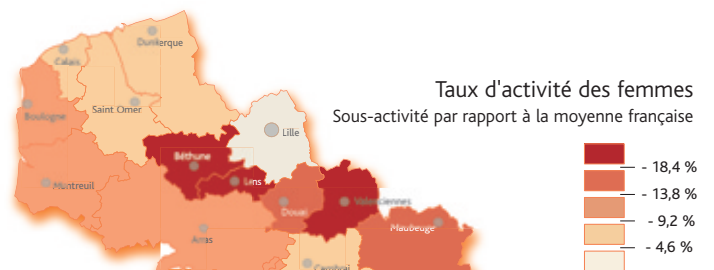 Dunkerque
Calais
Taux d'activité des femmes
Saint Omer
Boulogne
Sous-activité par rapport à la moyenne française
Lille
Béthune
- 18,4 %
Lens
Montreuil
- 13,8 %
Valenciennes
Douai
- 9,2 %
Maubeuge
Arras
- 4,6 %
Cambrai